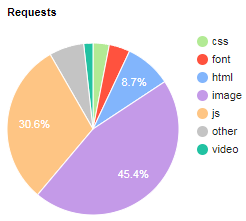 Requests
css
font
html
image
js
other
video
8.7%
30.6%
45.4%